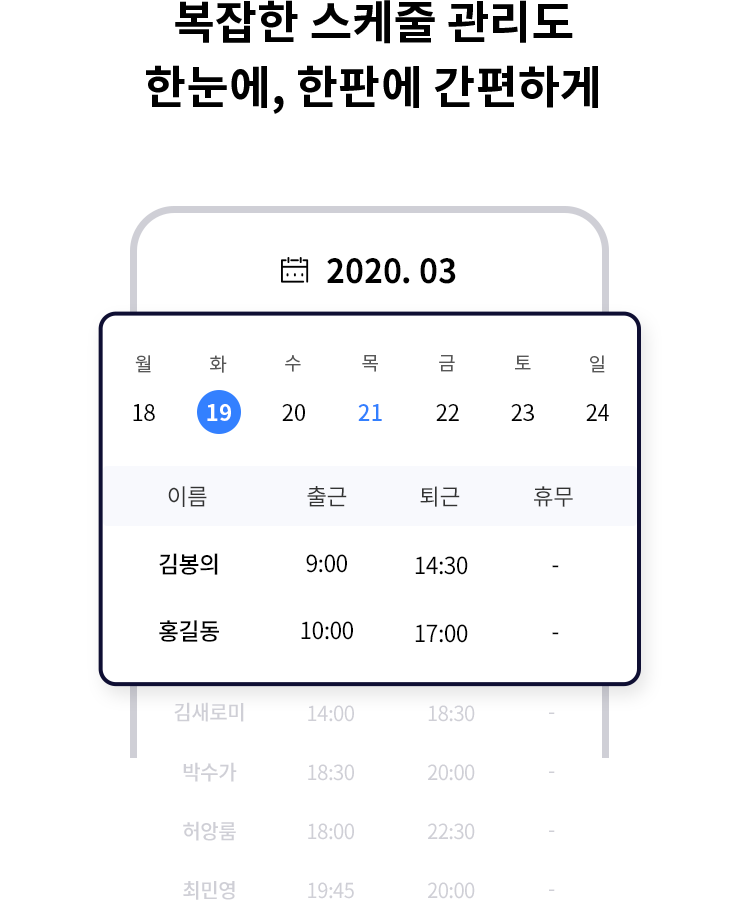 복잡한 스케줄 관리도
한눈에, 한판에 간편하게
2020. 03
월 화 수 목 금 토 일
18 19 20 21 22 23 24
이름 출근 퇴근 휴무
김봉의 9:00 14:30 -
홍길동 10:00 17:00 -
김새로미 14:00 18:30 -
박수가 18:30 20:00 -
허앙룸 18:00 22:30 -
최민영 19:45 20:00 -